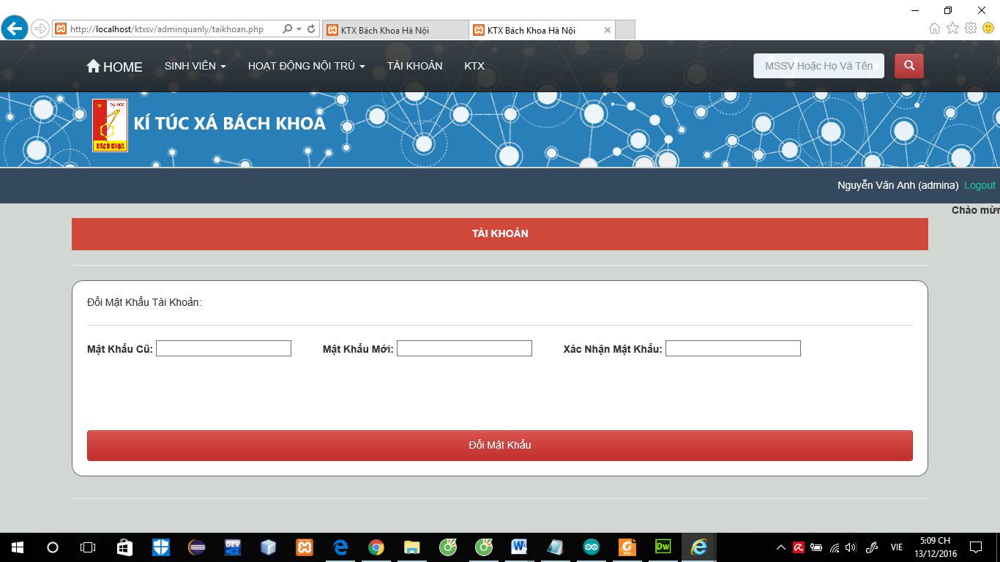 http://localhost/ktxsv/adminquanly/taikhoan.php
KTX Bách Khoa Hà Nội
KTX Bách Khoa Hà Nội
HOME
SINH VIÊN
HOẠT ĐỘNG NỘI TRÚ
TÀI KHOẢN
KTX
MSSV Hoặc Họ Và Tên
ĐẠI HỌC
BÁCH KHOA
KÍ TÚC XÁ BÁCH KHOA
Nguyễn Văn Anh (admina) Logout
Chào mừn
TÀI KHOẢN
Đổi Mật Khẩu Tài Khoản:
Mật Khẩu Cũ:
Mật Khẩu Mới:
Xác Nhận Mật Khẩu:
Đổi Mật Khẩu
DEV
C++
PDF
Dw
VIE
5:09 CH
13/12/2016